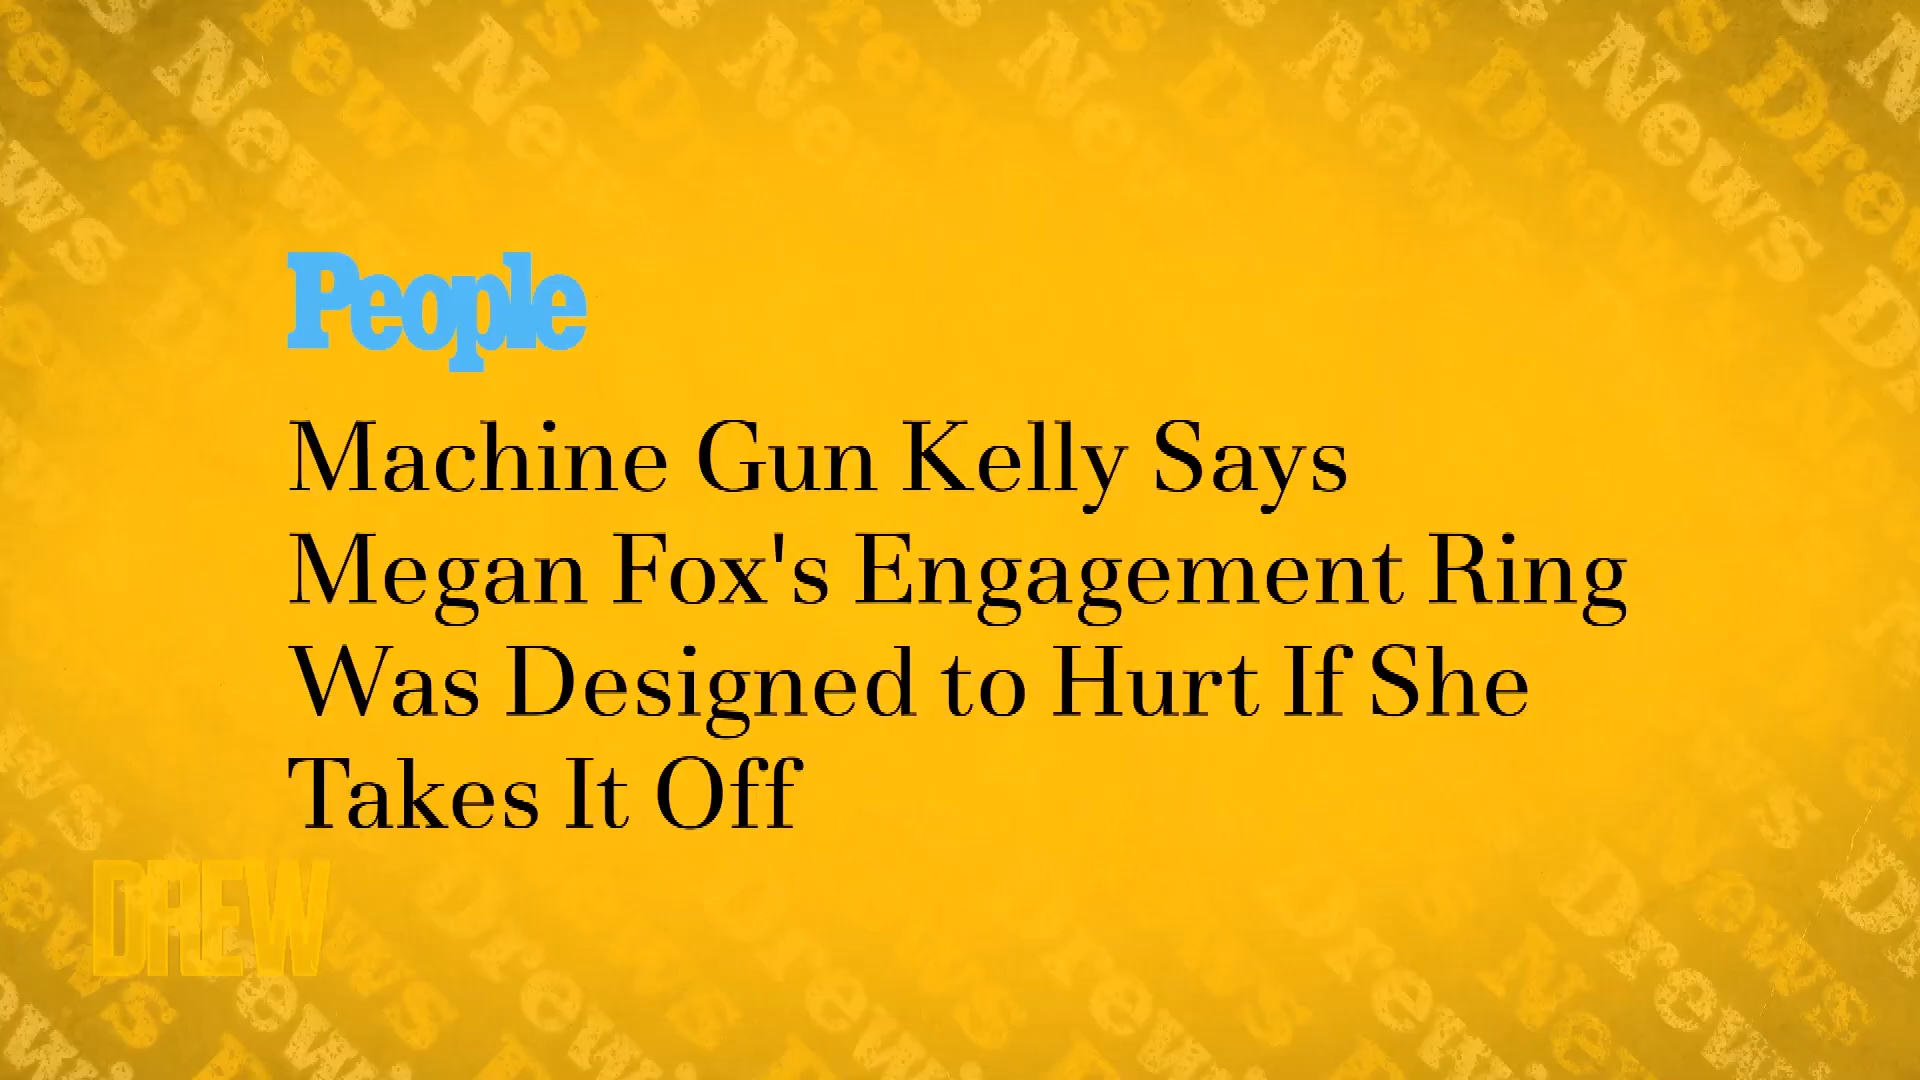 People
Machine Gun Kelly Says
Megan Fox's Engagement Ring
Was Designed to Hurt If She
Takes It Off
DREW